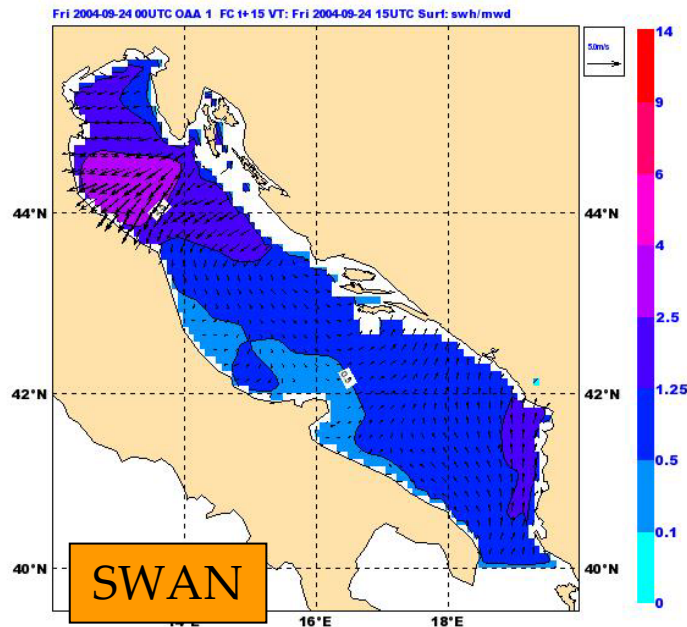 Fri 2004-09-24 00UTC OAA 1 FC t+15 VT: Fri 2004-09-24 15UTC Surf: swh/mwd
5.0m/s
14
9
6
4
2.5
1.25
0.5
0.1
0
44°N
42°N
40°N
44°N
42°N
40°N
0.5
14°E
16°E
18°E
SWAN